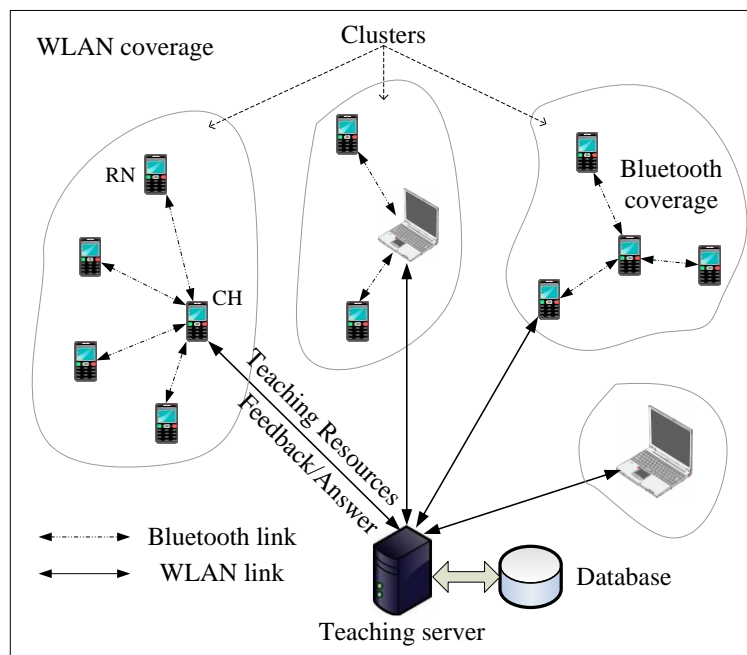 Clusters
WLAN coverage
RN
Bluetooth
coverage
CH
Teaching Resources
Feedback/Answer
Bluetooth link
WLAN link
Database
Teaching server